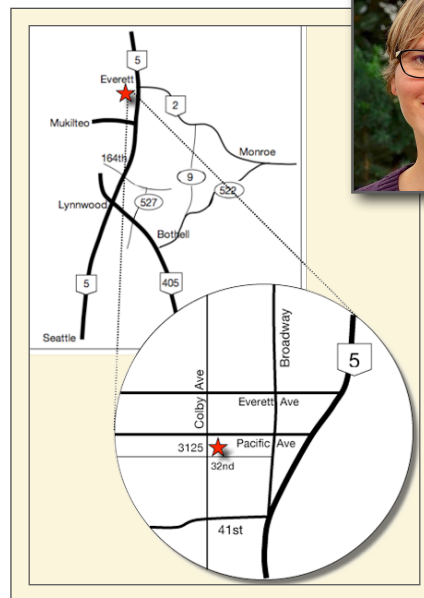 5
Everett
2
Mukilteo
Monroe
164th
9
522
Lynnwood
527
Bothell
5
405
Seattle
Colby Ave
Broadway
5
Everett Ave
Pacific Ave
3125
32nd
41st